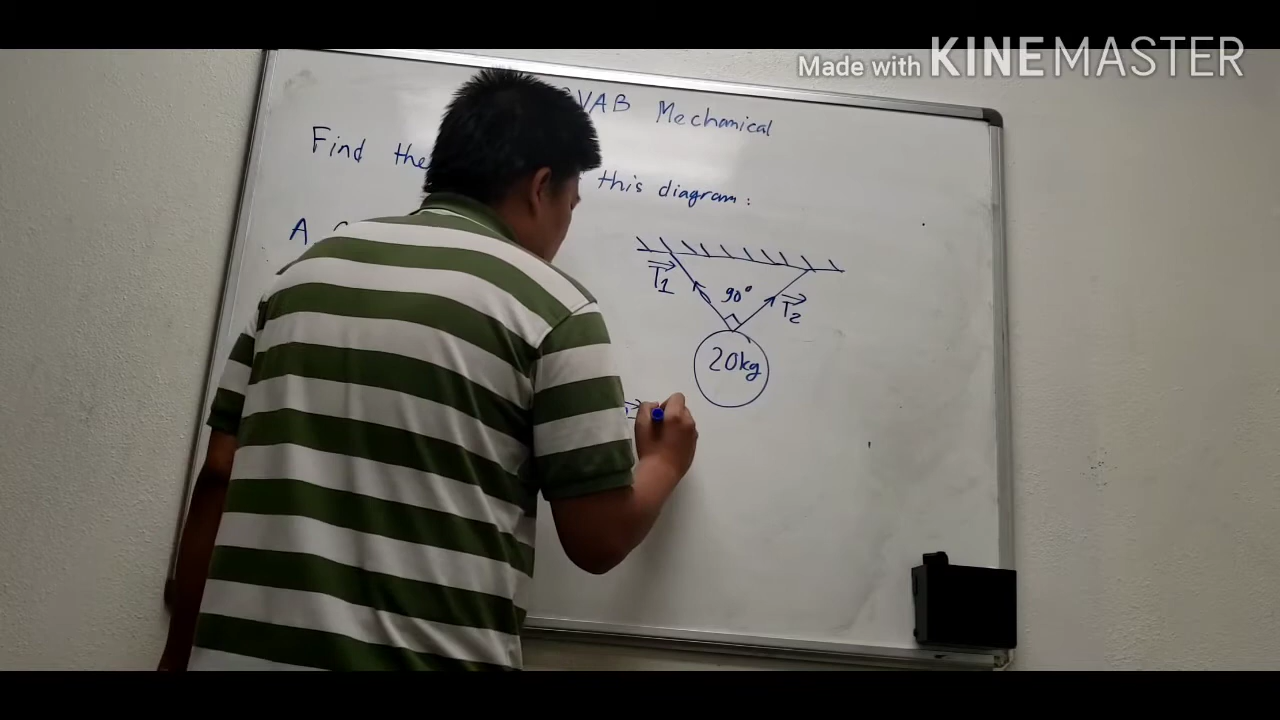 Made with KINEMASTER
VAB Mechanical
Find the this diagram:
A
T1
90°
T2
20kg